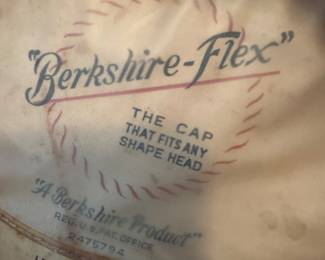 "Berkshire-Flex"
THE CAP
THAT FITS ANY
SHAPE HEAD
"A Berkshire Product"
REG. U.S. PAT. OFFICE
2475794